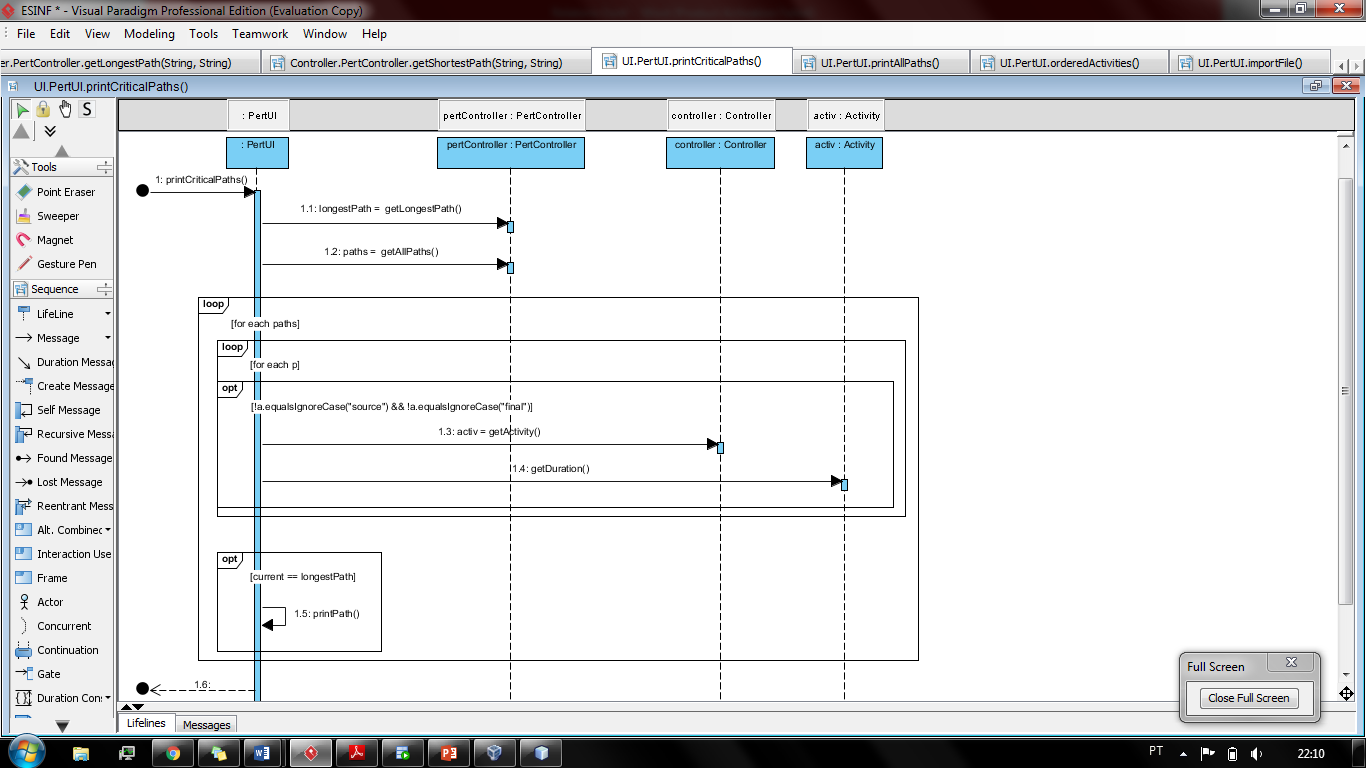 ESINF * - Visual Paradigm Professional Edition (Evaluation Copy)
File Edit View Modeling Tools Teamwork Window Help
er.PertController.getLongestPath(String, String)
Controller.PertController.getShortestPath(String, String)
UI.PertUI.printCriticalPaths()
UI.PertUI.printAllPaths()
UI.PertUI.orderedActivities()
UI.PertUI.importFile()
UI.PertUI.printCriticalPaths()
S
Tools
Point Eraser
Sweeper
Magnet
Gesture Pen
Sequence
LifeLine
Message
Duration Messa
Create Message
Self Message
Recursive Mess
Found Message
Lost Message
Reentrant Mess
Alt. Combined
Interaction Use
Frame
Actor
Concurrent
Continuation
Gate
Duration Cons
: PertUI
pertController : PertController
controller : Controller
activ : Activity
: PertUI
pertController : PertController
controller : Controller
activ : Activity
1: printCriticalPaths()
1.1: longestPath = getLongestPath()
1.2: paths = getAllPaths()
loop
[for each paths]
loop
[for each p]
opt
[!a.equalsIgnoreCase("source") && !a.equalsIgnoreCase("final")]
1.3: activ = getActivity()
1.4: getDuration()
opt
[current == longestPath]
1.5: printPath()
1.6:
Full Screen
Close Full Screen
Lifelines
Messages
PT
22:10